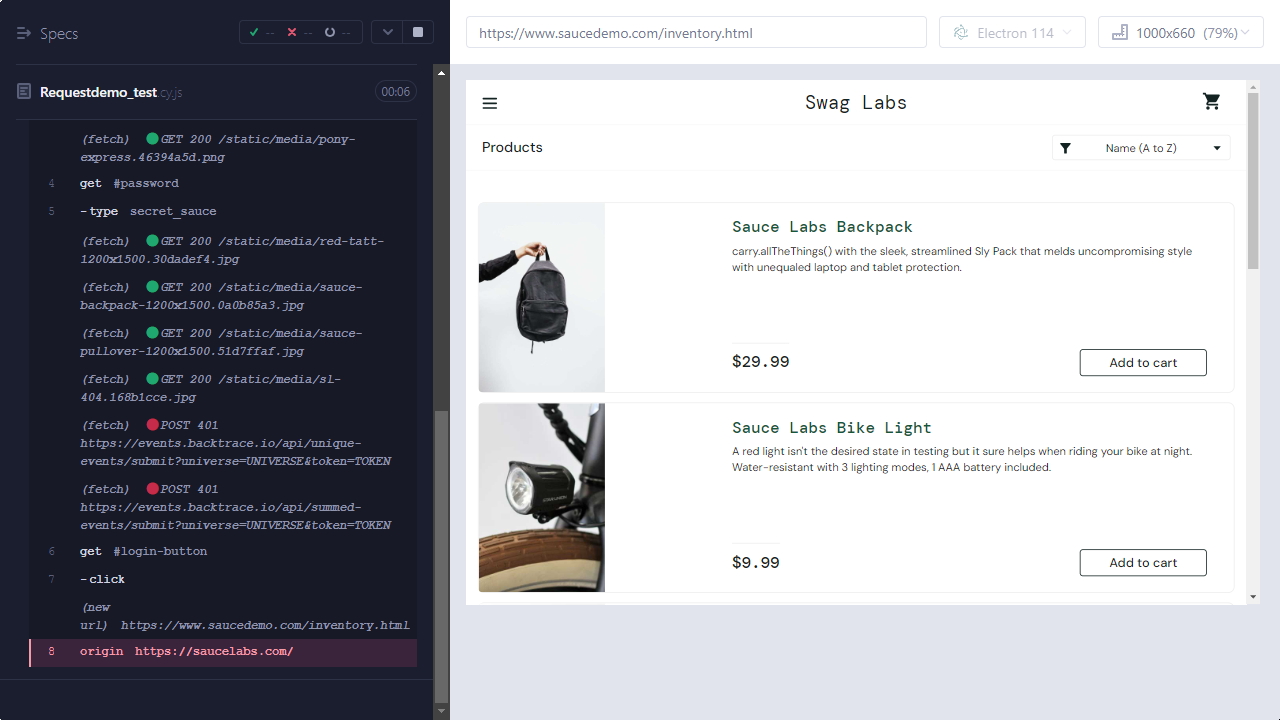 Specs
--
--
--
Requestdemo_test.cy.js
00:06
(fetch) GET 200 /static/media/pony-
express.46394a5d.png
4 get #password
5 -type secret_sauce
(fetch) GET 200 /static/media/red-tatt-
1200x1500.30dadef4.jpg
(fetch) GET 200 /static/media/sauce-
backpack-1200x1500.0a0b85a3.jpg
(fetch) GET 200 /static/media/sauce-
pullover-1200x1500.51d7ffaf.jpg
(fetch) GET 200 /static/media/sl-
404.168b1cce.jpg
(fetch) POST 401
https://events.backtrace.io/api/unique-
events/submit?universe=UNIVERSE&token=TOKEN
(fetch) POST 401
https://events.backtrace.io/api/summed-
events/submit?universe=UNIVERSE&token=TOKEN
6 get #login-button
7 -click
(new
url) https://www.saucedemo.com/inventory.html
8 origin https://saucelabs.com/
https://www.saucedemo.com/inventory.html
Electron 114
1000x660 (79%)
Swag Labs
Products
Name (A to Z)
Sauce Labs Backpack
carry.allTheThings() with the sleek, streamlined Sly Pack that melds uncompromising style
with unequaled laptop and tablet protection.
$29.99
Add to cart
Sauce Labs Bike Light
A red light isn't the desired state in testing but it sure helps when riding your bike at night.
Water-resistant with 3 lighting modes, 1 AAA battery included.
$9.99
Add to cart